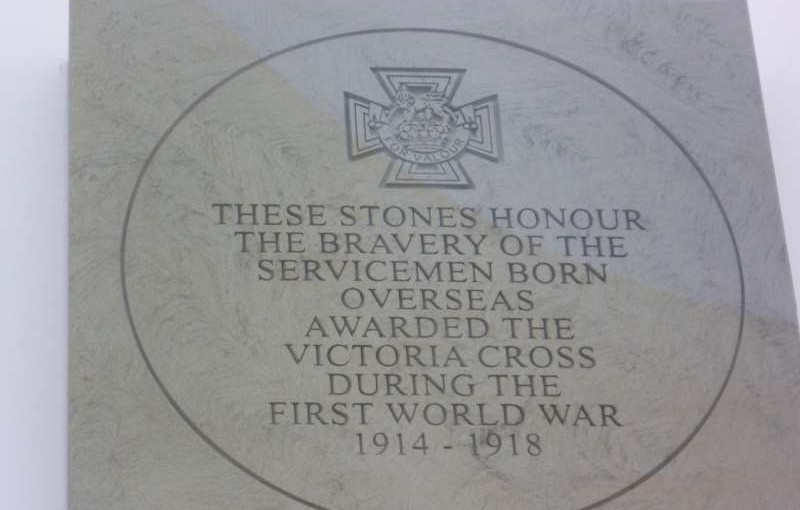 FOR VALOUR
THESE STONES HONOUR
THE BRAVERY OF THE
SERVICEMEN BORN
OVERSEAS
AWARDED THE
VICTORIA CROSS
DURING THE
FIRST WORLD WAR
1914 - 1918